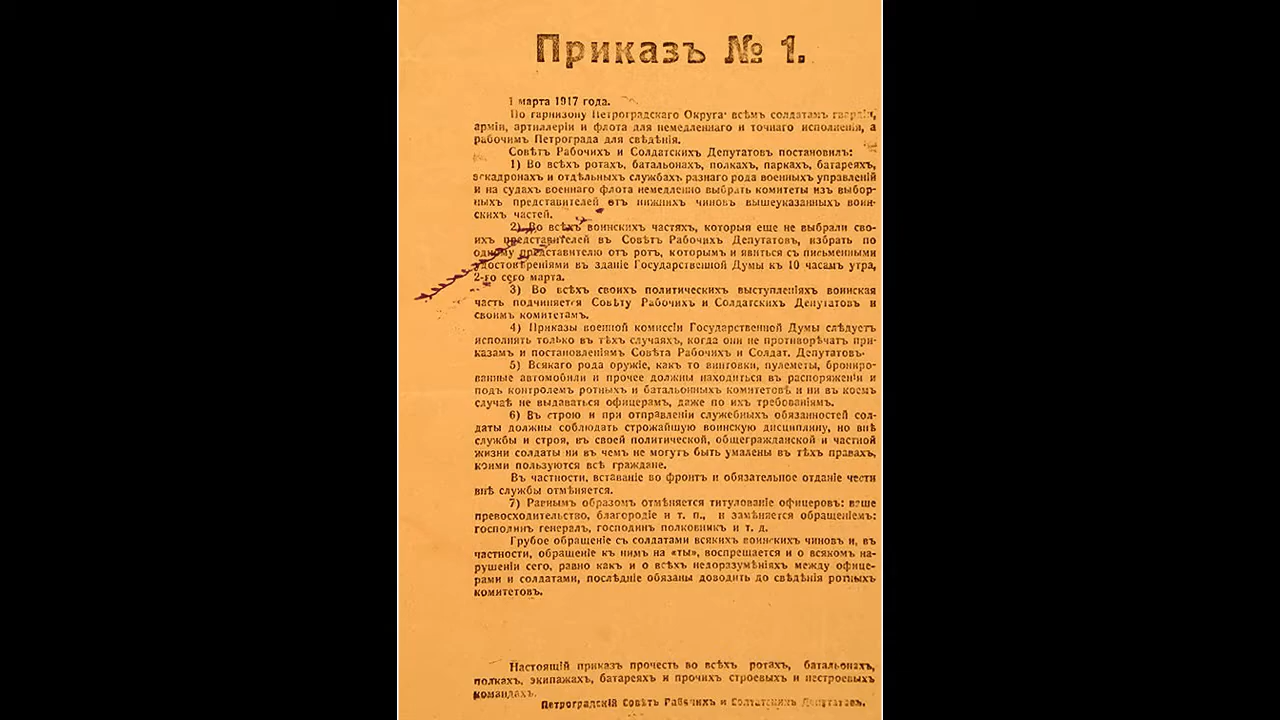 Приказъ № 1.
1 марта 1917 года.
По гарнизону Петроградскаго Округа всѣмъ солдатамъ гвардіи,
арміи, артиллеріи и флота для немедленнаго и точнаго исполненія, а
рабочимъ Петрограда для свѣдѣнія.
Совѣтъ Рабочихъ и Солдатскихъ Депутатовъ постановилъ:
1) Во всѣхъ ротахъ, батальонахъ, полкахъ, паркахъ, батареяхъ,
эскадронахъ и отдѣльныхъ службахъ разнаго рода военныхъ управленій
и на судахъ военнаго флота немедленно выбрать комитеты изъ выбор-
ныхъ представителей отъ нижнихъ чиновъ вышеуказанныхъ воин-
скихъ частей.
2) Во всѣхъ воинскихъ частяхъ, которыя еще не выбрали сво-
ихъ представителей въ Совѣтъ Рабочихъ Депутатовъ, избрать по
одному представителю отъ ротъ, которымъ и явиться съ письменными
удостовѣреніями въ зданіе Государственной Думы къ 10 часамъ утра,
2-го сего марта.
3) Во всѣхъ своихъ политическихъ выступленіяхъ воинская
часть подчиняется Совѣту Рабочихъ и Солдатскихъ Депутатовъ и
своимъ комитетамъ.
4) Приказы военной комиссіи Государственной Думы слѣдуетъ
исполнять только въ тѣхъ случаяхъ, когда они не противорѣчатъ при-
казамъ и постановленіямъ Совѣта Рабочихъ и Солдат. Депутатовъ.
5) Всякаго рода оружіе, какъ то винтовки, пулеметы, брониро-
ванные автомобили и прочее должны находиться въ распоряженіи и
подъ контролемъ ротныхъ и батальонныхъ комитетовъ и ни въ коемъ
случаѣ не выдаваться офицерамъ, даже по ихъ требованіямъ.
6) Въ строю и при отправленіи служебныхъ обязанностей сол-
даты должны соблюдать строжайшую воинскую дисциплину, но внѣ
службы и строя, въ своей политической, общегражданской и частной
жизни солдаты ни въ чемъ не могутъ быть умалены въ тѣхъ правахъ,
коими пользуются всѣ граждане.
Въ частности, вставаніе во фронтъ и обязательное отданіе чести
внѣ службы отмѣняется.
7) Равнымъ образомъ отмѣняется титулованіе офицеровъ: ваше
превосходительство, благородіе и т. п., и замѣняется обращеніемъ:
господинъ генералъ, господинъ полковникъ и т. д.
Грубое обращеніе съ солдатами всякихъ воинскихъ чиновъ и, въ
частности, обращеніе къ нимъ на «ты», воспрещается и о всякомъ на-
рушеніи сего, равно какъ и о всѣхъ недоразумѣніяхъ между офице-
рами и солдатами, послѣдніе обязаны доводить до свѣдѣнія ротныхъ
комитетовъ.
Настоящій приказъ прочесть во всѣхъ ротахъ, батальонахъ,
полкахъ, экипажахъ, батареяхъ и прочихъ строевыхъ и нестроевыхъ
командахъ.
Петроградскій Совѣтъ Рабочихъ и Солтатскихъ Депутатовъ.